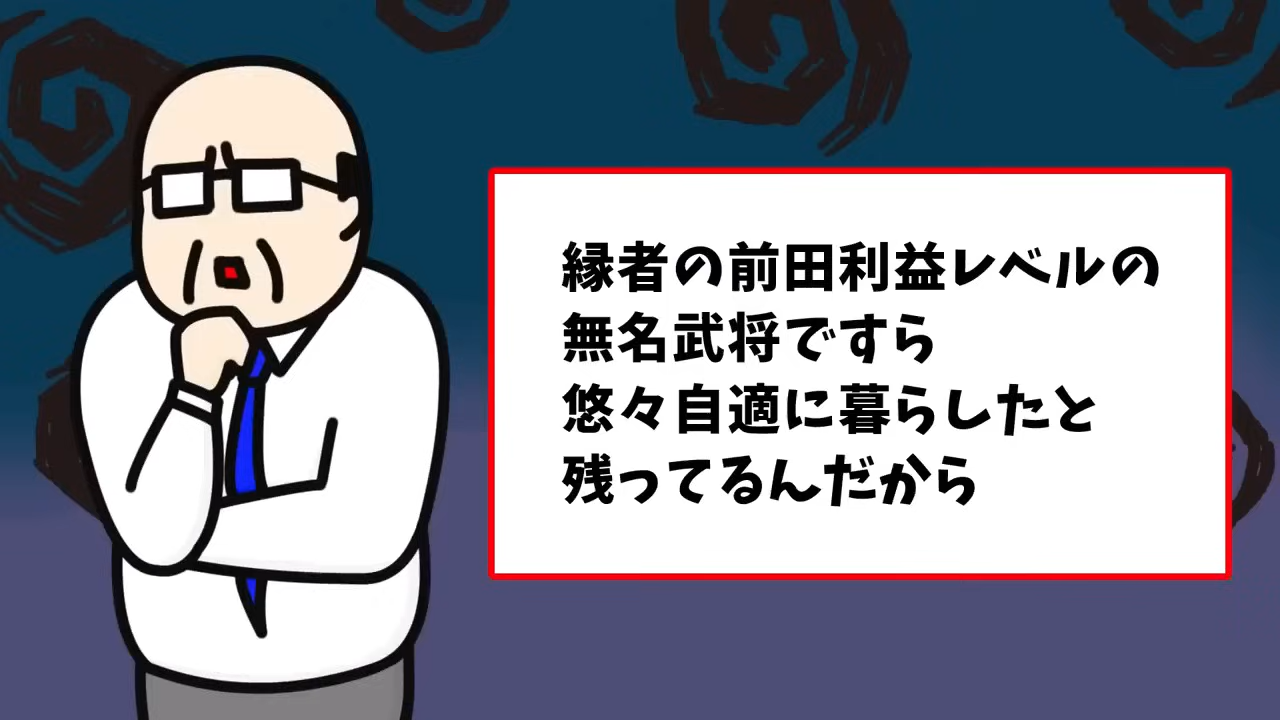 縁者の前田利益レベルの
無名武将ですら
悠々自適に暮らしたと
残ってるんだから